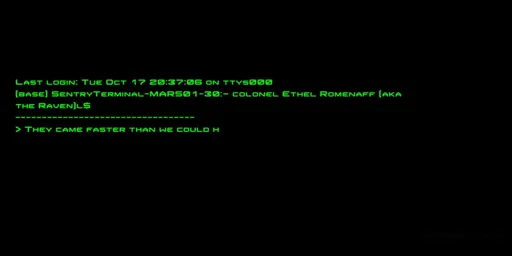 Last login: Tue Oct 17 20:37:06 on ttys000
(base) SentryTerminal-MARS01-30:~ colonel Ethel Romenaff (aka
the Raven)L$
----------------------------------
> They came faster than we could h